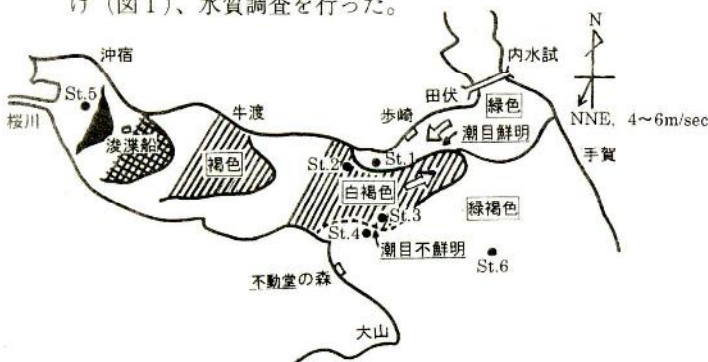 け（図1）、水質調査を行った。
N
沖宿
内水試
St.5
田伏
緑色
桜川
牛渡
歩崎
NNE, 4～6m/sec
浚渫船
潮目鮮明
手賀
褐色
St.2
St.1
白褐色
緑褐色
St.3
St.4
潮目不鮮明
St.6
不動堂の森
大山